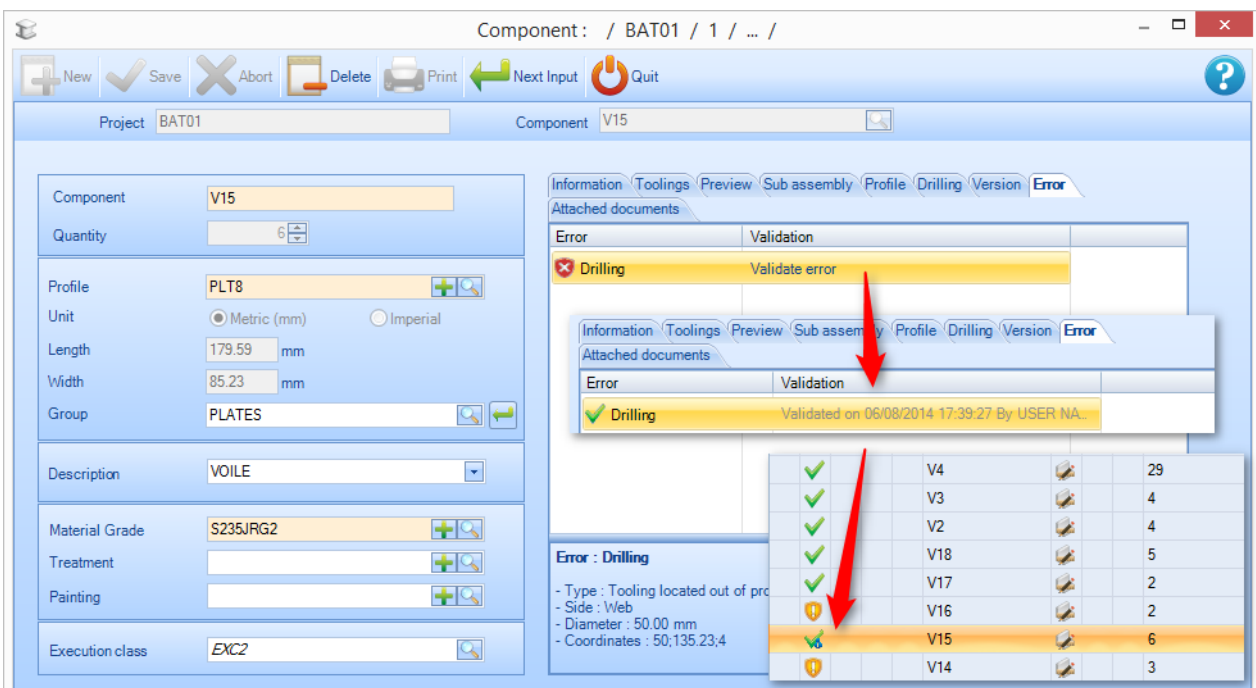 Component : / BAT01 / 1 / ... /
New Save Abort Delete Print Next Input Quit ?
Project BAT01 Component V15
Component V15
Quantity 6
Profile PLT8
Unit Metric (mm) Imperial
Length 179.59 mm
Width 85.23 mm
Group PLATES
Description VOILE
Material Grade S235JRG2
Treatment
Painting
Execution class EXC2
Information Toolings Preview Sub assembly Profile Drilling Version Error
Attached documents
Error Validation
Drilling Validate error
Information Toolings Preview Sub assembly Profile Drilling Version Error
Attached documents
Error Validation
Drilling Validated on 06/08/2014 17:39:27 By USER NA...
V4 29
V3 4
V2 4
V18 5
V17 2
V16 2
V15 6
V14 3
Error : Drilling
- Type : Tooling located out of pro
- Side : Web
- Diameter : 50.00 mm
- Coordinates : 50;135.23;4